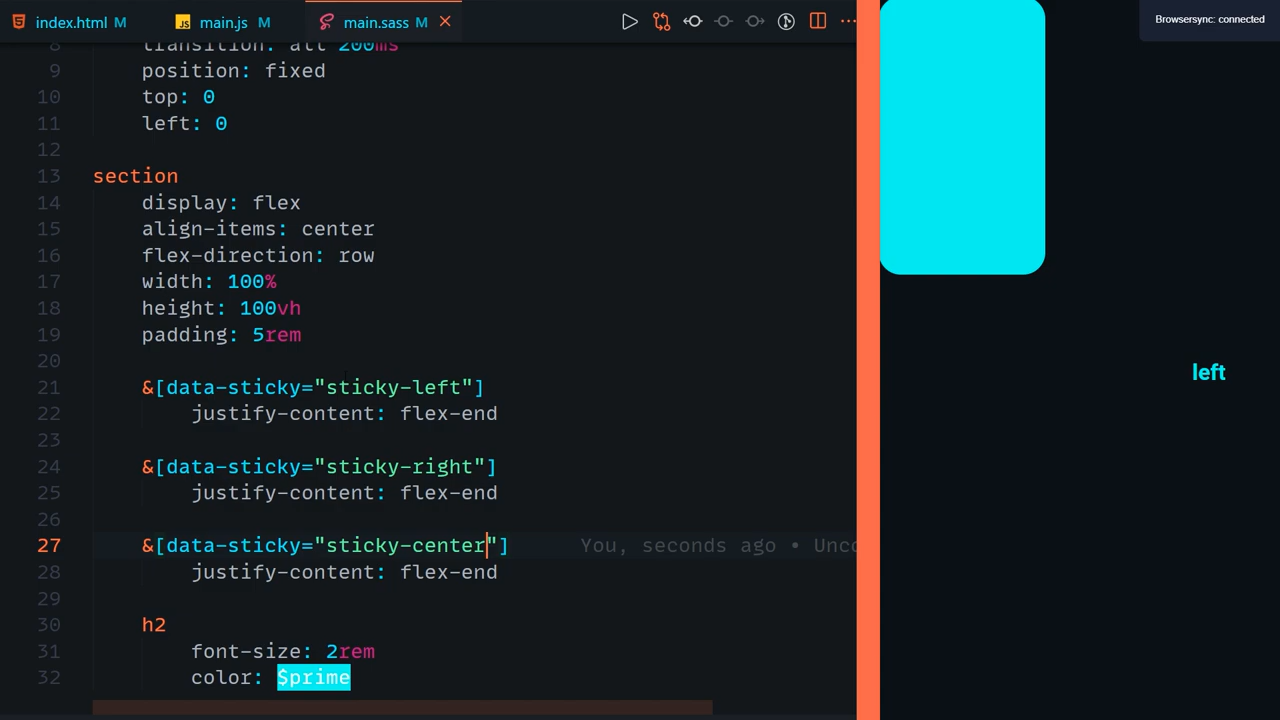 index.html M main.js M main.sass M
Browsersync: connected
8 transition: all 200ms
9 position: fixed
10 top: 0
11 left: 0
12
13 section
14 display: flex
15 align-items: center
16 flex-direction: row
17 width: 100%
18 height: 100vh
19 padding: 5rem
20
21 &[data-sticky="sticky-left"]
22 justify-content: flex-end
23
24 &[data-sticky="sticky-right"]
25 justify-content: flex-end
26
27 &[data-sticky="sticky-center"] You, seconds ago • Unco
28 justify-content: flex-end
29
30 h2
31 font-size: 2rem
32 color: $prime
left